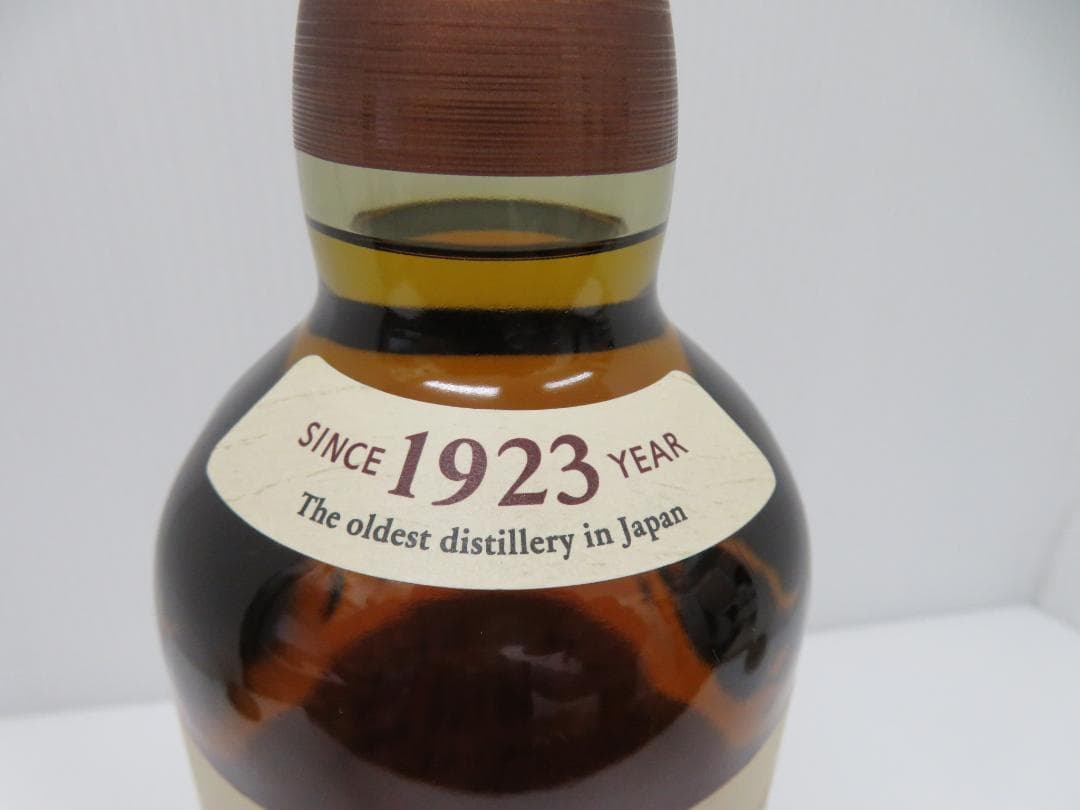 SINCE 1923 YEAR
The oldest distillery in Japan